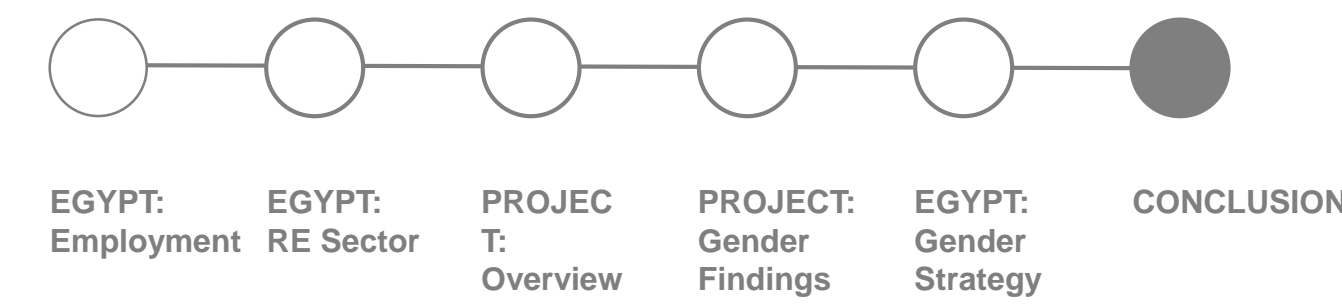 EGYPT:
Employment
EGYPT:
RE Sector
PROJEC
T:
Overview
PROJECT:
Gender
Findings
EGYPT:
Gender
Strategy
CONCLUSION